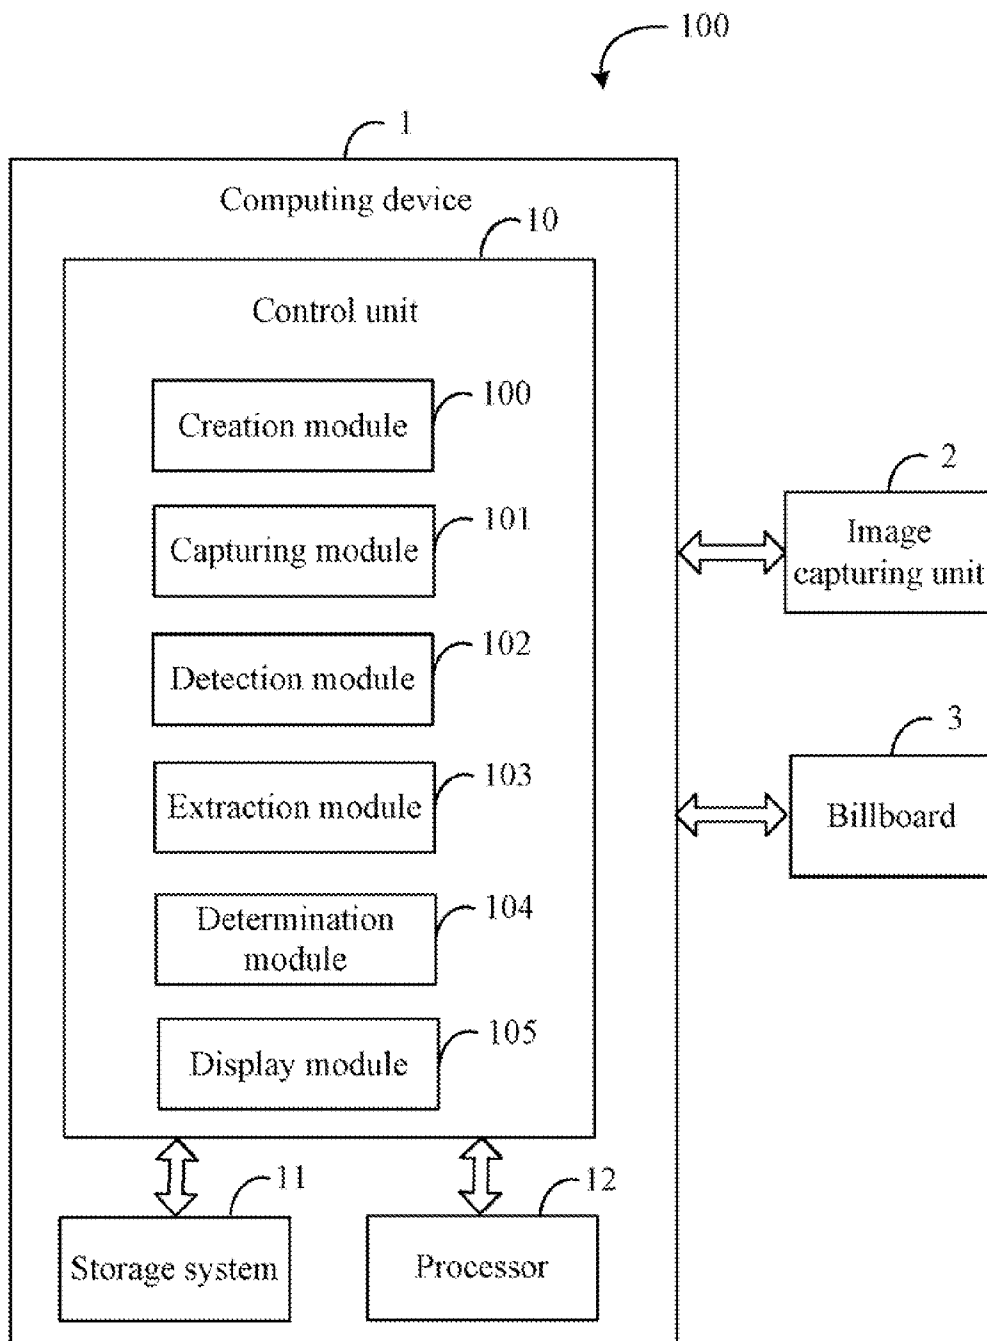 100
1
Computing device
10
Control unit
100
Creation module
101
Capturing module
102
Detection module
103
Extraction module
104
Determination
module
105
Display module
2
Image
capturing unit
3
Billboard
11
Storage system
12
Processor